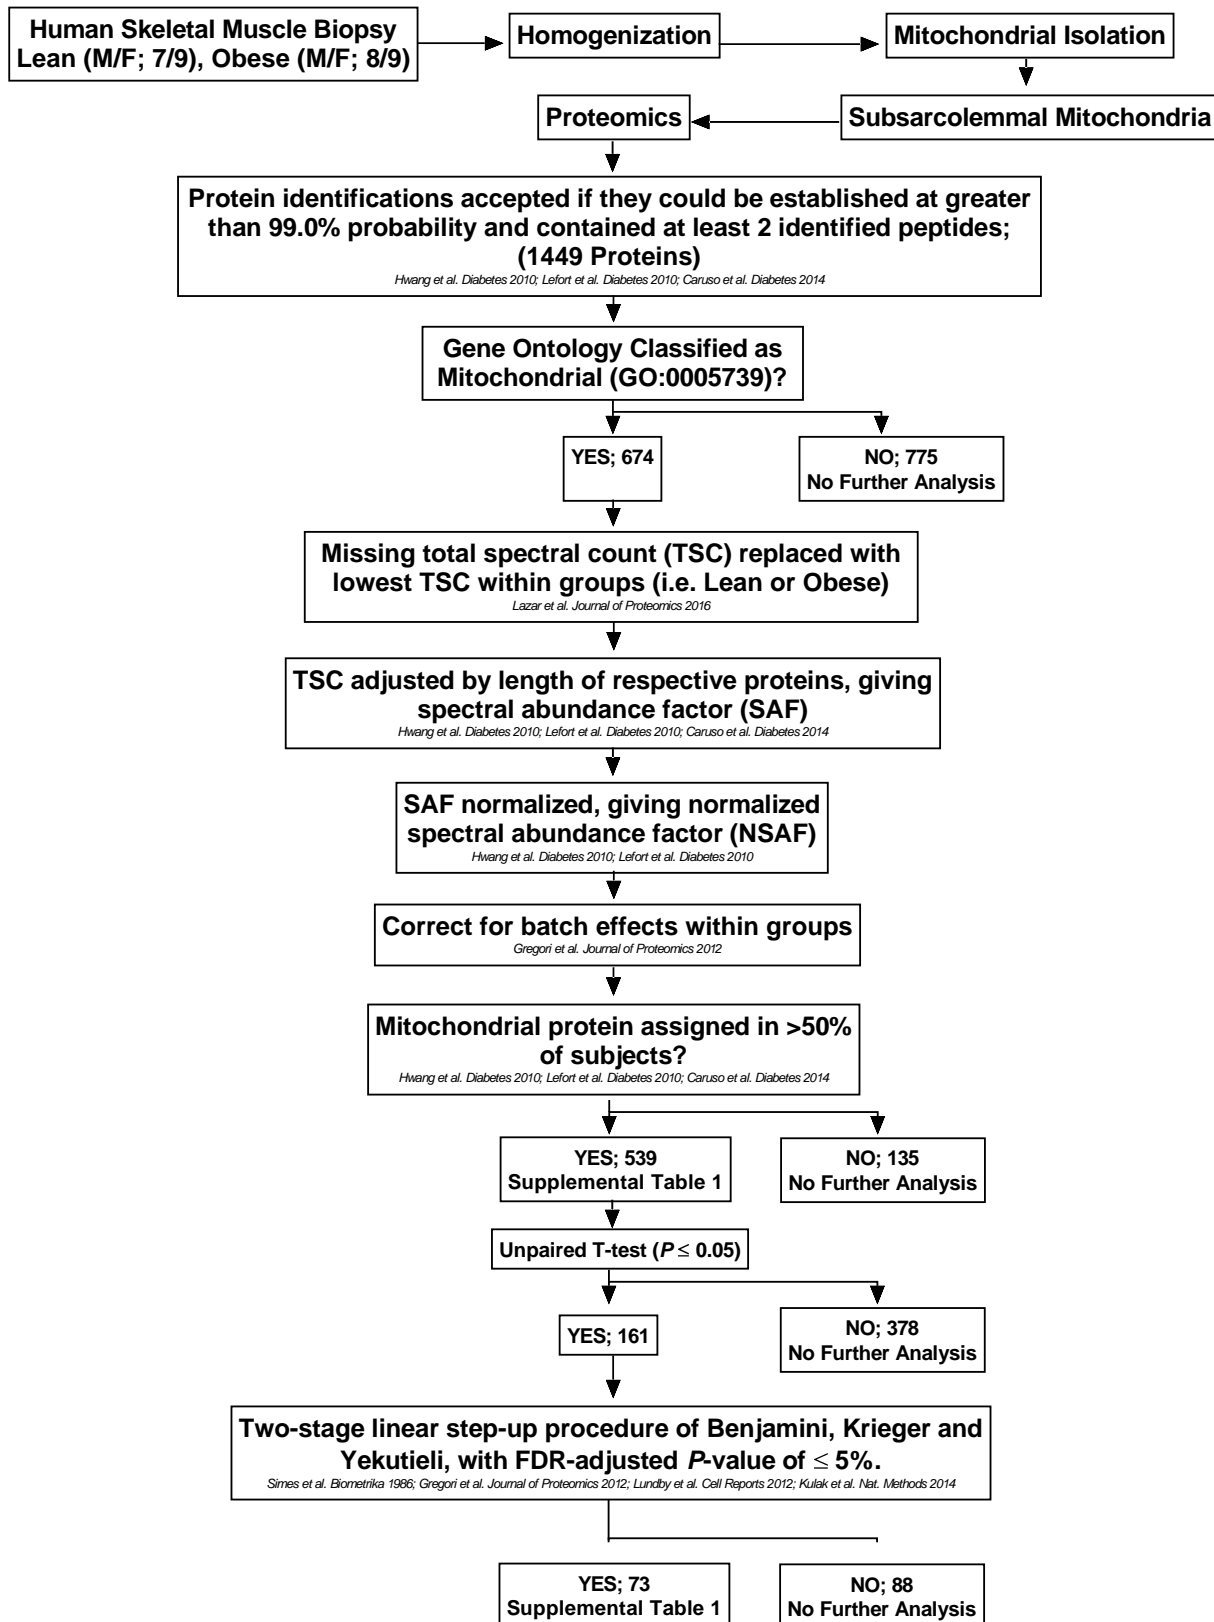 Human Skeletal Muscle Biopsy
Lean (M/F; 7/9), Obese (M/F; 8/9)
Homogenization
Mitochondrial Isolation
Subsarcolemmal Mitochondria
Proteomics
Protein identifications accepted if they could be established at greater
than 99.0% probability and contained at least 2 identified peptides;
(1449 Proteins)
Hwang et al. Diabetes 2010; Lefort et al. Diabetes 2010; Caruso et al. Diabetes 2014
Gene Ontology Classified as
Mitochondrial (GO:0005739)?
YES; 674
NO; 775
No Further Analysis
Missing total spectral count (TSC) replaced with
lowest TSC within groups (i.e. Lean or Obese)
Lazar et al. Journal of Proteomics 2016
TSC adjusted by length of respective proteins, giving
spectral abundance factor (SAF)
Hwang et al. Diabetes 2010; Lefort et al. Diabetes 2010; Caruso et al. Diabetes 2014
SAF normalized, giving normalized
spectral abundance factor (NSAF)
Hwang et al. Diabetes 2010; Lefort et al. Diabetes 2010
Correct for batch effects within groups
Gregori et al. Journal of Proteomics 2012
Mitochondrial protein assigned in >50%
of subjects?
Hwang et al. Diabetes 2010; Lefort et al. Diabetes 2010; Caruso et al. Diabetes 2014
YES; 539
Supplemental Table 1
NO; 135
No Further Analysis
Unpaired T-test (P ≤ 0.05)
YES; 161
NO; 378
No Further Analysis
Two-stage linear step-up procedure of Benjamini, Krieger and
Yekutieli, with FDR-adjusted P-value of ≤ 5%.
Simes et al. Biometrika 1986; Gregori et al. Journal of Proteomics 2012; Lundby et al. Cell Reports 2012; Kulak et al. Nat. Methods 2014
YES; 73
Supplemental Table 1
NO; 88
No Further Analysis